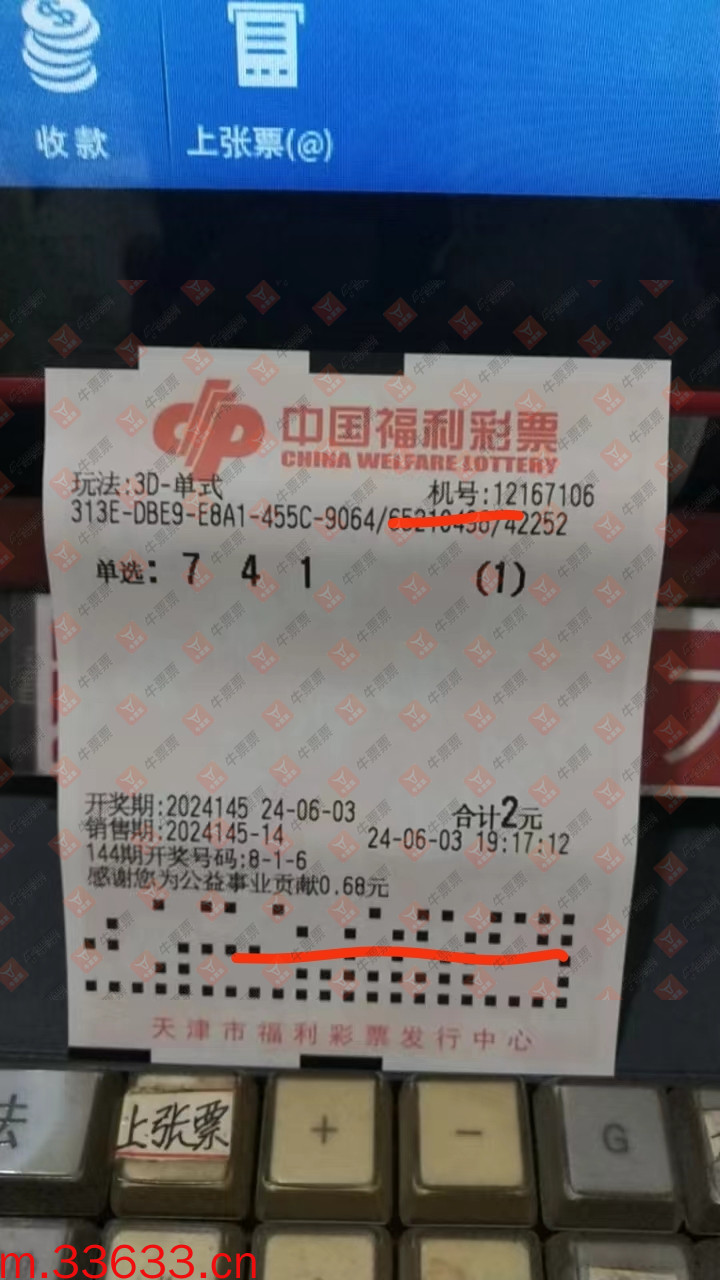 收款
上张票(@)
中国福利彩票
CHINA WELFARE LOTTERY
玩法:3D-单式 机号:12167106
313E-DBE9-E8A1-455C-9064/65210456/42252
单选: 7 4 1 (1)
开奖期:2024145 24-06-03 合计2元
销售期:2024145-14 24-06-03 19:17:12
144期开奖号码:8-1-6
感谢您为公益事业贡献0.68元
天津市福利彩票发行中心
法 上张票 + - G
m.33633.cn
牛票票